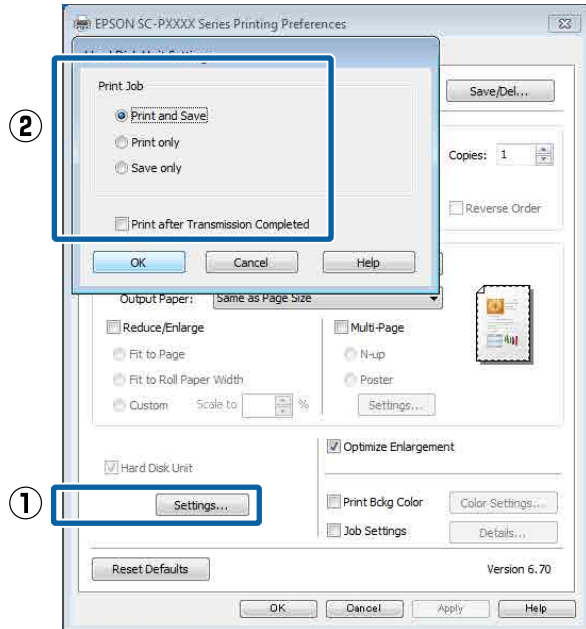 EPSON SC-PXXXX Series Printing Preferences
②
Print Job
Print and Save
Print only
Save only
Print after Transmission Completed
OK Cancel Help
Save/Del...
Copies: 1
Reverse Order
Output Paper: Same as Page Size
Reduce/Enlarge
Fit to Page
Fit to Roll Paper Width
Custom Scale to %
Multi-Page
N-up
Poster
Settings...
Hard Disk Unit
①
Settings...
Optimize Enlargement
Print Bckg Color Color Settings...
Job Settings Details...
Reset Defaults Version 6.70
OK Cancel Apply Help